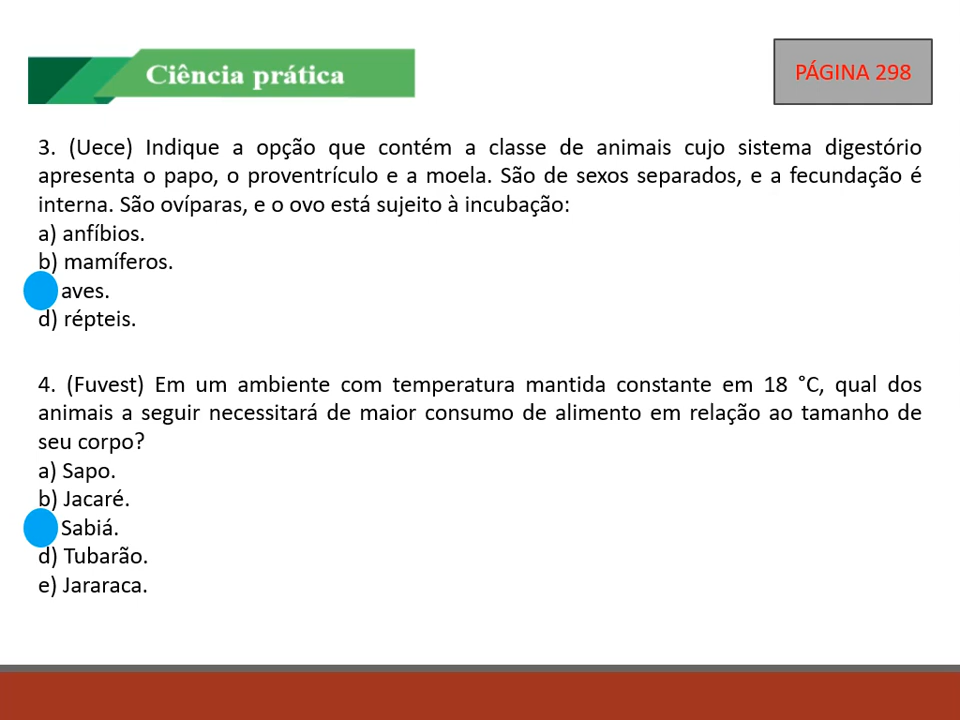 Ciência prática
PÁGINA 298
3. (Uece) Indique a opção que contém a classe de animais cujo sistema digestório
apresenta o papo, o proventrículo e a moela. São de sexos separados, e a fecundação é
interna. São ovíparas, e o ovo está sujeito à incubação:
a) anfíbios.
b) mamíferos.
aves.
d) répteis.
4. (Fuvest) Em um ambiente com temperatura mantida constante em 18 °C, qual dos
animais a seguir necessitará de maior consumo de alimento em relação ao tamanho de
seu corpo?
a) Sapo.
b) Jacaré.
Sabiá.
d) Tubarão.
e) Jararaca.